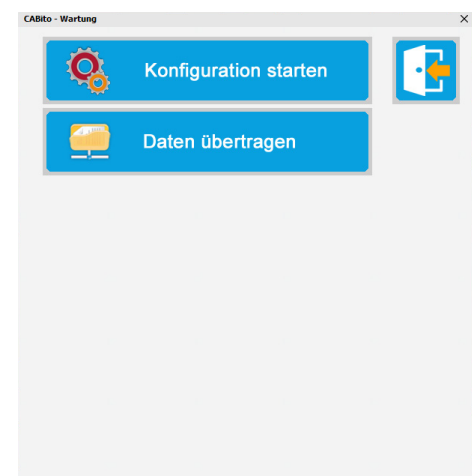 CABito - Wartung
Konfiguration starten
Daten übertragen